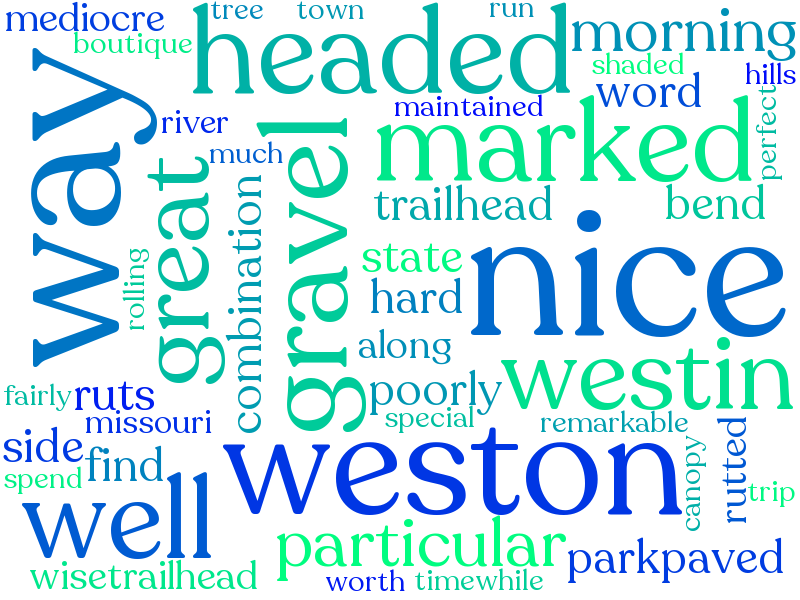 mediocre
tree
town
run
boutique
headed
morning
shaded
hills
way
river
maintained
word
much
gravel
marked
perfect
great
trailhead
bend
combination
rolling
state
nice
hard
along
westin
fairly
ruts
poorly
missouri
special
remarkable
side
find
weston
canopy
rutted
spend
trip
well
particular
parkpaved
wisetrailhead
worth
timewhile